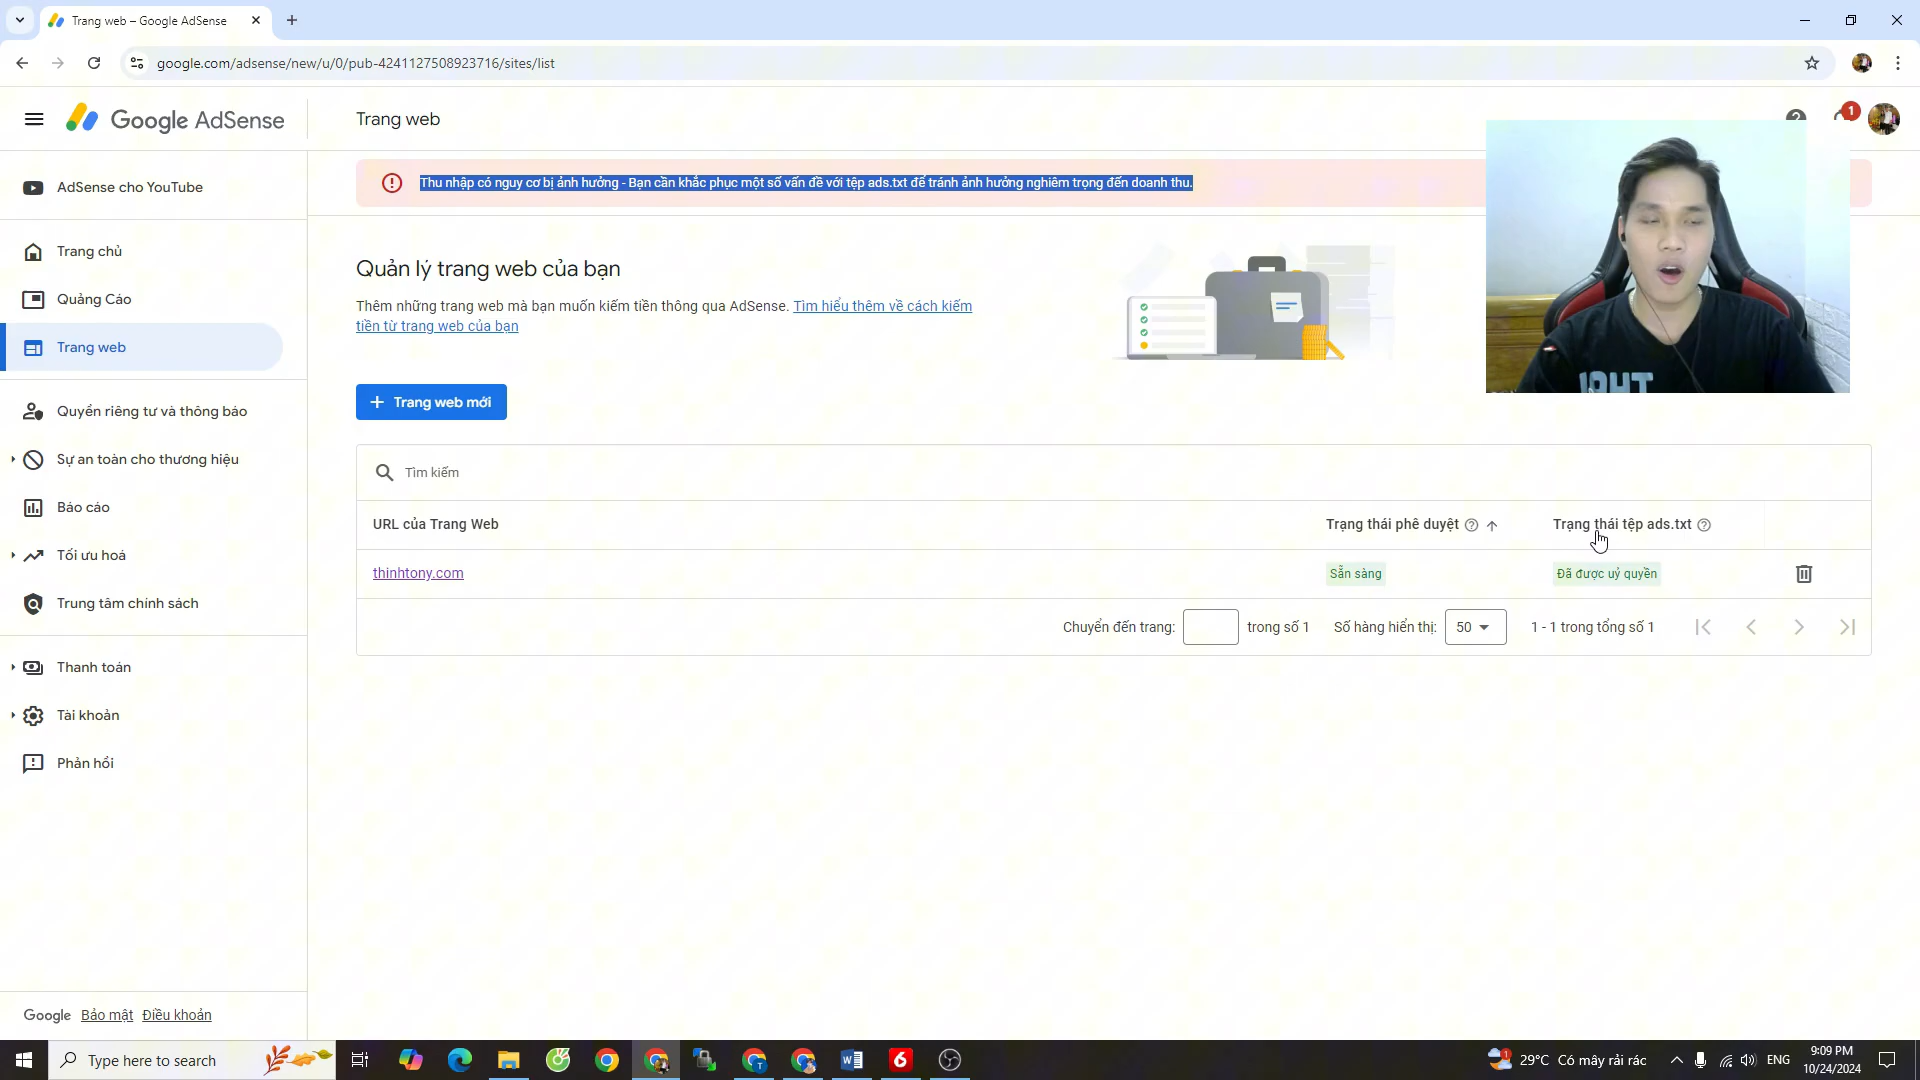 Trang web – Google AdSense
google.com/adsense/new/u/0/pub-4241127508923716/sites/list
Google AdSense
Trang web
1
AdSense cho YouTube
Trang chủ
Quảng Cáo
Trang web
Quyền riêng tư và thông báo
Sự an toàn cho thương hiệu
Báo cáo
Tối ưu hoá
Trung tâm chính sách
Thanh toán
Tài khoản
Phản hồi
Google Bảo mật Điều khoản
Thu nhập có nguy cơ bị ảnh hưởng - Bạn cần khắc phục một số vấn đề với tệp ads.txt để tránh ảnh hưởng nghiêm trọng đến doanh thu.
Quản lý trang web của bạn
Thêm những trang web mà bạn muốn kiếm tiền thông qua AdSense. Tìm hiểu thêm về cách kiếm
tiền từ trang web của bạn
+ Trang web mới
Tìm kiếm
URL của Trang Web Trạng thái phê duyệt Trạng thái tệp ads.txt
thinhtony.com Sẵn sàng Đã được uỷ quyền
Chuyển đến trang: trong số 1 Số hàng hiển thị: 50 1 - 1 trong tổng số 1
Type here to search
29°C Có mây rải rác
ENG
9:09 PM
10/24/2024